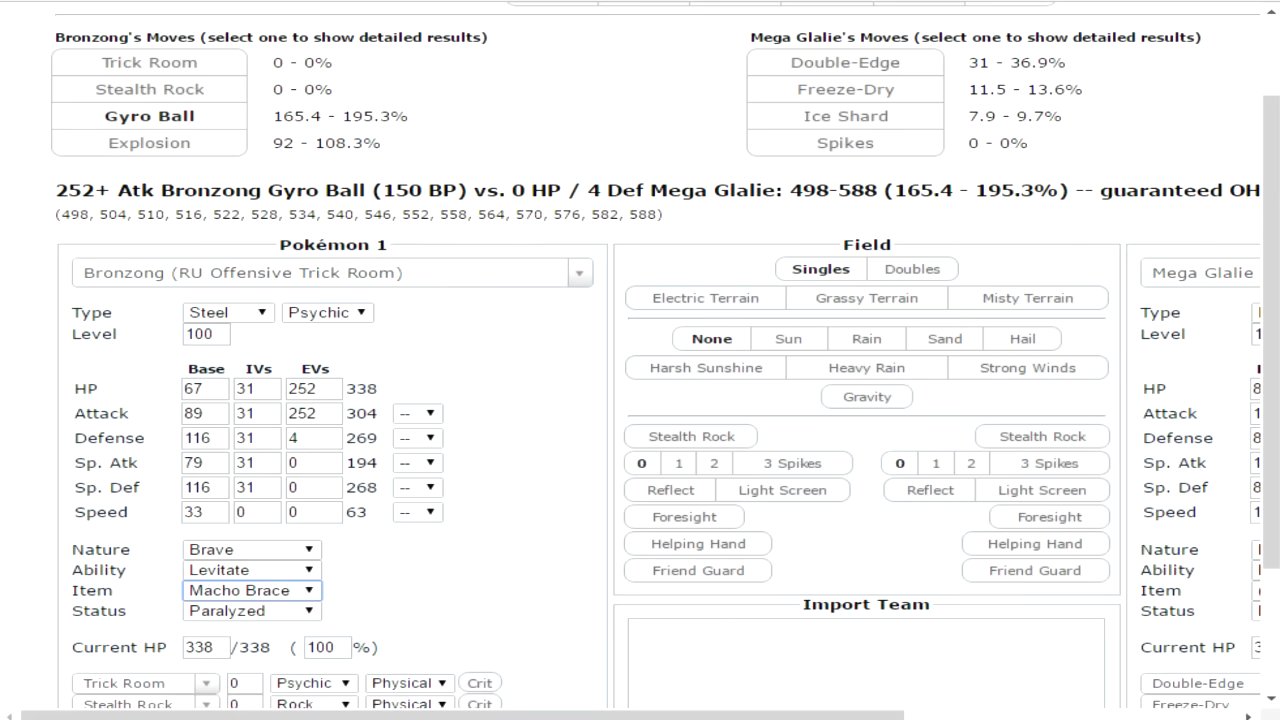 Bronzong's Moves (select one to show detailed results) Mega Glalie's Moves (select one to show detailed results)
Trick Room 0 - 0% Double-Edge 31 - 36.9%
Stealth Rock 0 - 0% Freeze-Dry 11.5 - 13.6%
Gyro Ball 165.4 - 195.3% Ice Shard 7.9 - 9.7%
Explosion 92 - 108.3% Spikes 0 - 0%
252+ Atk Bronzong Gyro Ball (150 BP) vs. 0 HP / 4 Def Mega Glalie: 498-588 (165.4 - 195.3%) -- guaranteed OH
(498, 504, 510, 516, 522, 528, 534, 540, 546, 552, 558, 564, 570, 576, 582, 588)
Pokémon 1 Field
Bronzong (RU Offensive Trick Room) Singles Doubles Mega Glalie
Electric Terrain Grassy Terrain Misty Terrain
Type Steel Psychic Type
Level 100 Level 1
None Sun Rain Sand Hail
Base IVs EVs Harsh Sunshine Heavy Rain Strong Winds
HP 67 31 252 338 HP 8
Gravity
Attack 89 31 252 304 -- Attack 1
Defense 116 31 4 269 -- Stealth Rock Stealth Rock Defense 8
Sp. Atk 79 31 0 194 -- 0 1 2 3 Spikes 0 1 2 3 Spikes Sp. Atk 1
Sp. Def 116 31 0 268 -- Reflect Light Screen Reflect Light Screen Sp. Def 8
Speed 33 0 0 63 -- Foresight Foresight Speed 1
Helping Hand Helping Hand
Nature Brave Nature
Ability Levitate Friend Guard Friend Guard Ability
Item Macho Brace Item
Status Paralyzed Import Team Status
Current HP 338 /338 ( 100 %) Current HP 3
Trick Room 0 Psychic Physical Crit Double-Edge
Stealth Rock 0 Rock Physical Crit Freeze-Dry